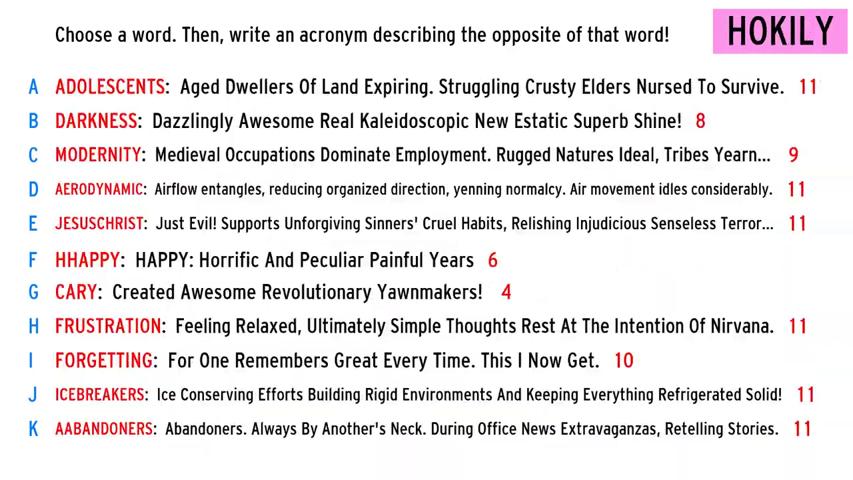 Choose a word. Then, write an acronym describing the opposite of that word!
HOKILY
A ADOLESCENTS: Aged Dwellers Of Land Expiring. Struggling Crusty Elders Nursed To Survive. 11
B DARKNESS: Dazzlingly Awesome Real Kaleidoscopic New Estatic Superb Shine! 8
C MODERNITY: Medieval Occupations Dominate Employment. Rugged Natures Ideal, Tribes Yearn... 9
D AERODYNAMIC: Airflow entangles, reducing organized direction, yenning normalcy. Air movement idles considerably. 11
E JESUSCHRIST: Just Evil! Supports Unforgiving Sinners' Cruel Habits, Relishing Injudicious Senseless Terror... 11
F HHAPPY: HAPPY: Horrific And Peculiar Painful Years 6
G CARY: Created Awesome Revolutionary Yawnmakers! 4
H FRUSTRATION: Feeling Relaxed, Ultimately Simple Thoughts Rest At The Intention Of Nirvana. 11
I FORGETTING: For One Remembers Great Every Time. This I Now Get. 10
J ICEBREAKERS: Ice Conserving Efforts Building Rigid Environments And Keeping Everything Refrigerated Solid! 11
K AABANDONERS: Abandoners. Always By Another's Neck. During Office News Extravaganzas, Retelling Stories. 11